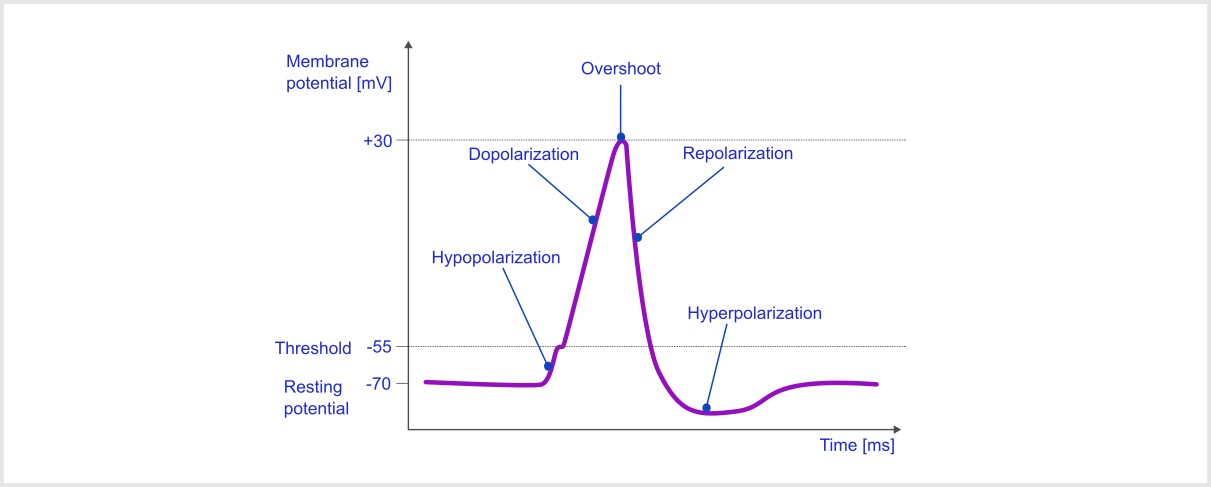 Membrane
potential [mV]
Overshoot
+30
Dopolarization
Repolarization
Hypopolarization
Hyperpolarization
Threshold -55
-70
Resting
potential
Time [ms]